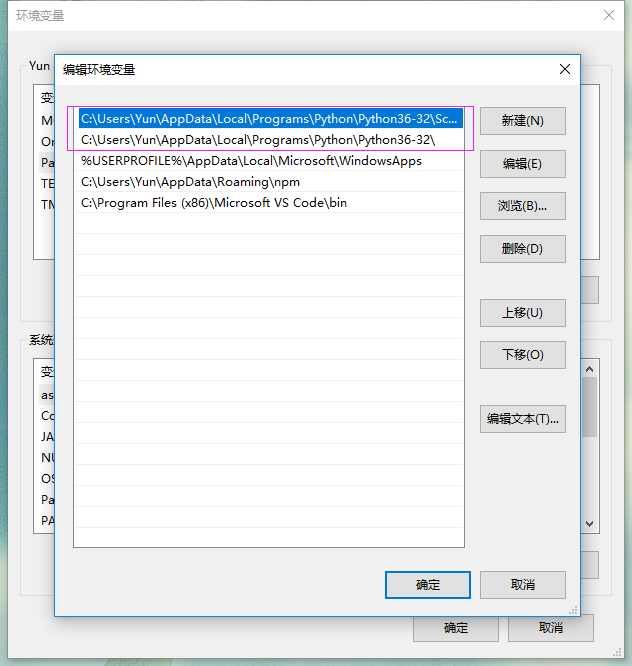 环境变量
Yun
编辑环境变量
C:\Users\Yun\AppData\Local\Programs\Python\Python36-32\Sc...
C:\Users\Yun\AppData\Local\Programs\Python\Python36-32\
%USERPROFILE%\AppData\Local\Microsoft\WindowsApps
C:\Users\Yun\AppData\Roaming\npm
C:\Program Files (x86)\Microsoft VS Code\bin
新建(N)
编辑(E)
浏览(B)...
删除(D)
上移(U)
下移(O)
编辑文本(T)...
确定
取消
变
Pa
TE
系统
变
as
Co
JA
OS
Pa
PA
确定
取消